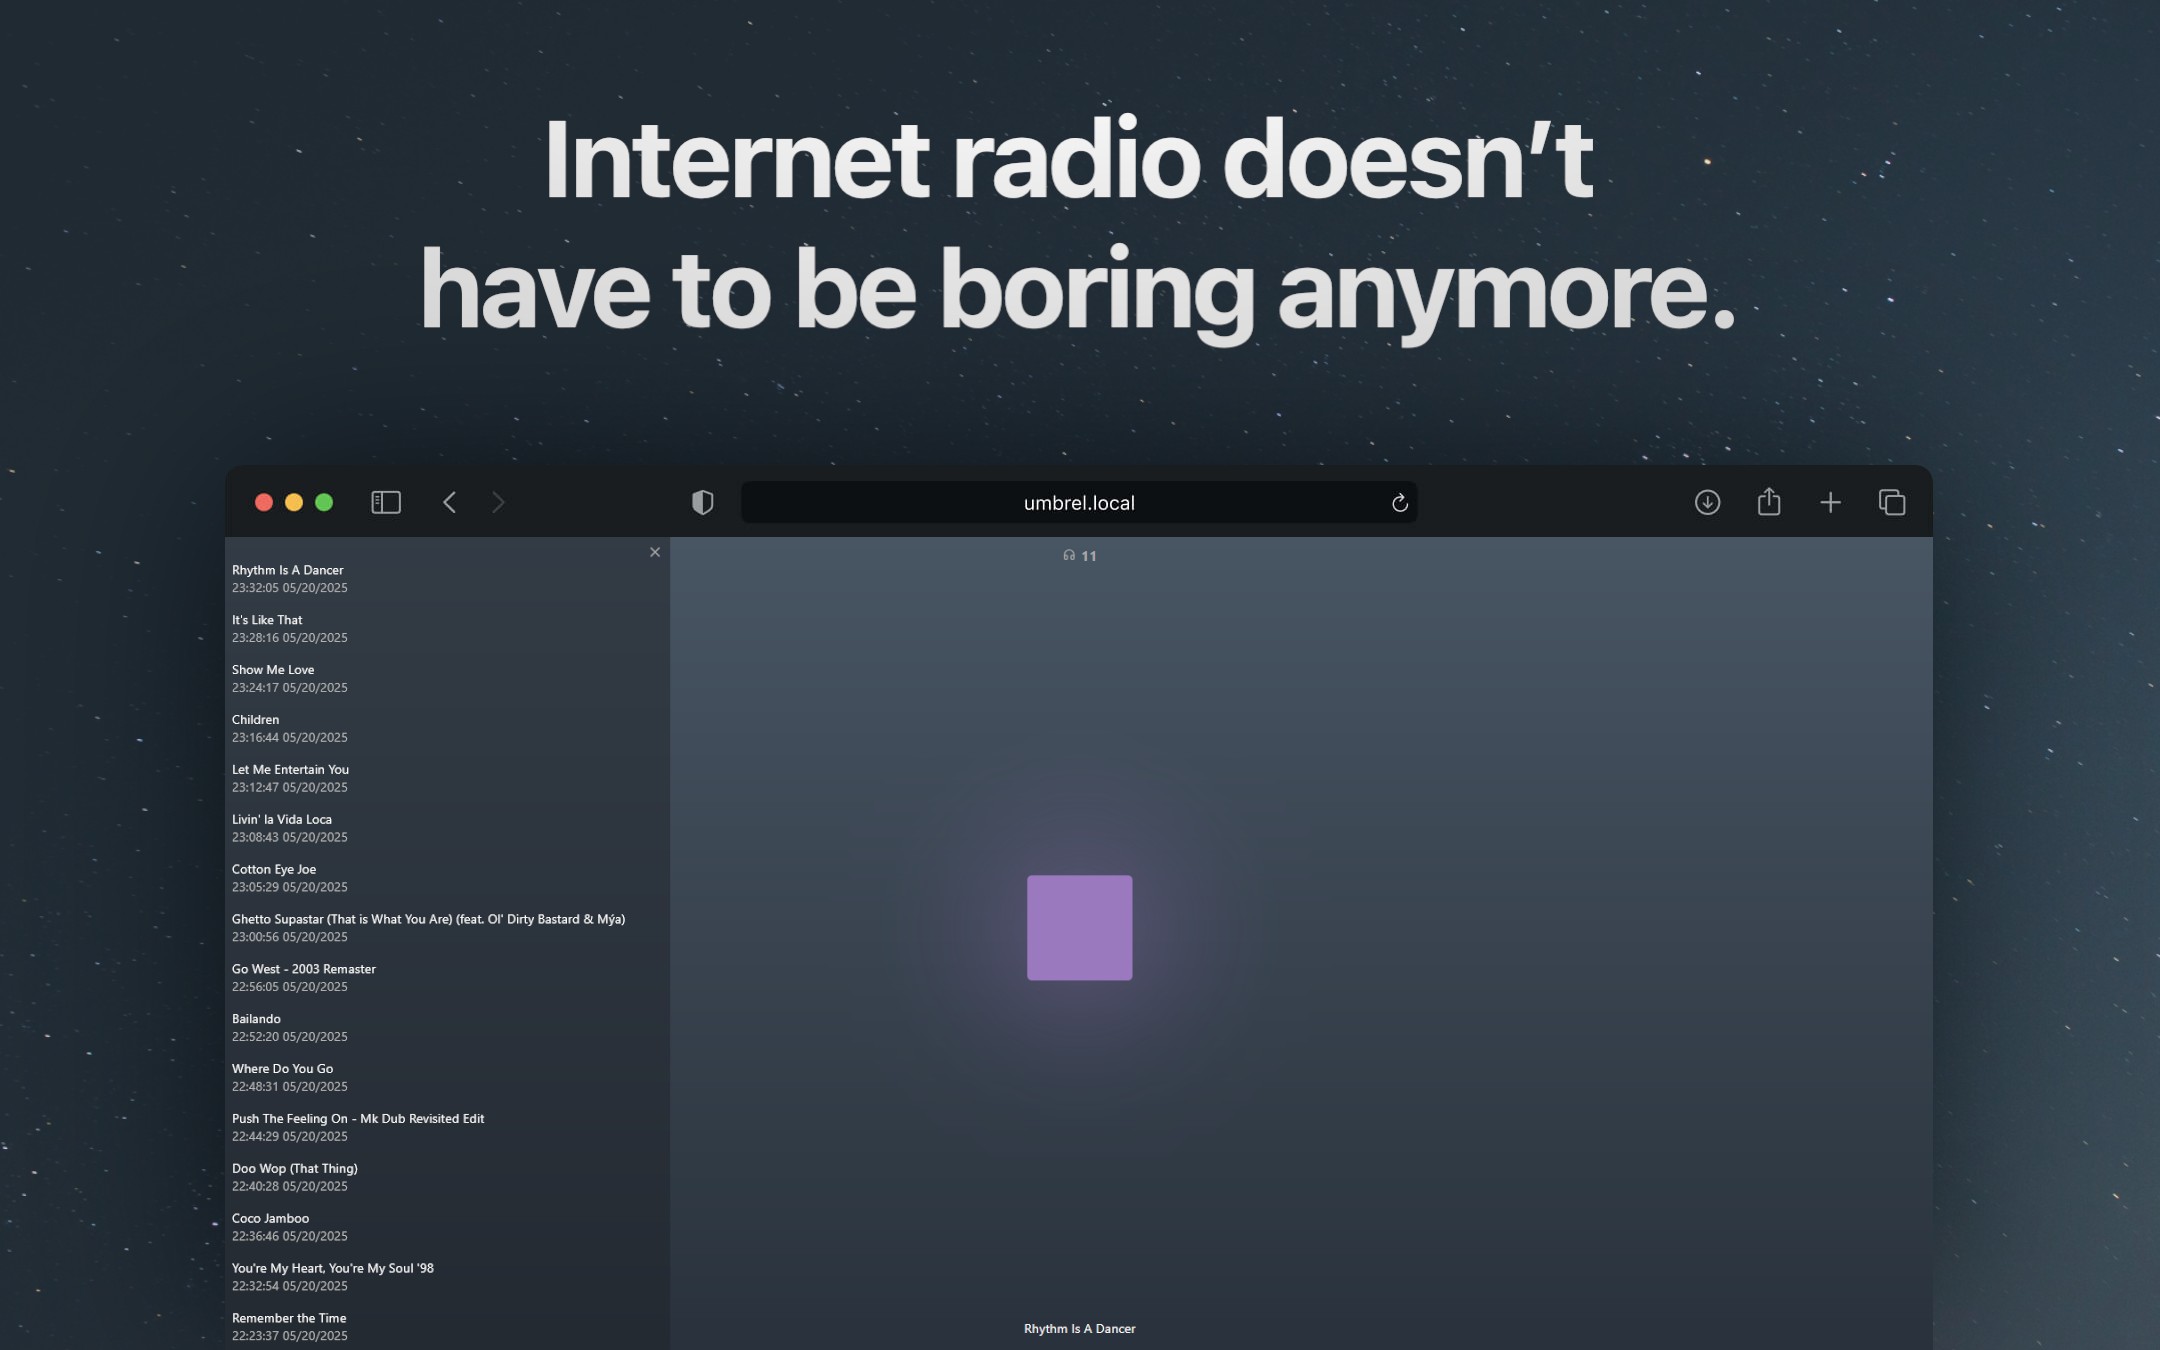 Internet radio doesn’t
have to be boring anymore.
umbrel.local
Rhythm Is A Dancer
23:32:05 05/20/2025
It's Like That
23:28:16 05/20/2025
Show Me Love
23:24:17 05/20/2025
Children
23:16:44 05/20/2025
Let Me Entertain You
23:12:47 05/20/2025
Livin' la Vida Loca
23:08:43 05/20/2025
Cotton Eye Joe
23:05:29 05/20/2025
Ghetto Supastar (That is What You Are) (feat. Ol' Dirty Bastard & Mýa)
23:00:56 05/20/2025
Go West - 2003 Remaster
22:56:05 05/20/2025
Bailando
22:52:20 05/20/2025
Where Do You Go
22:48:31 05/20/2025
Push The Feeling On - Mk Dub Revisited Edit
22:44:29 05/20/2025
Doo Wop (That Thing)
22:40:28 05/20/2025
Coco Jamboo
22:36:46 05/20/2025
You're My Heart, You're My Soul '98
22:32:54 05/20/2025
Remember the Time
22:23:37 05/20/2025
11
Rhythm Is A Dancer